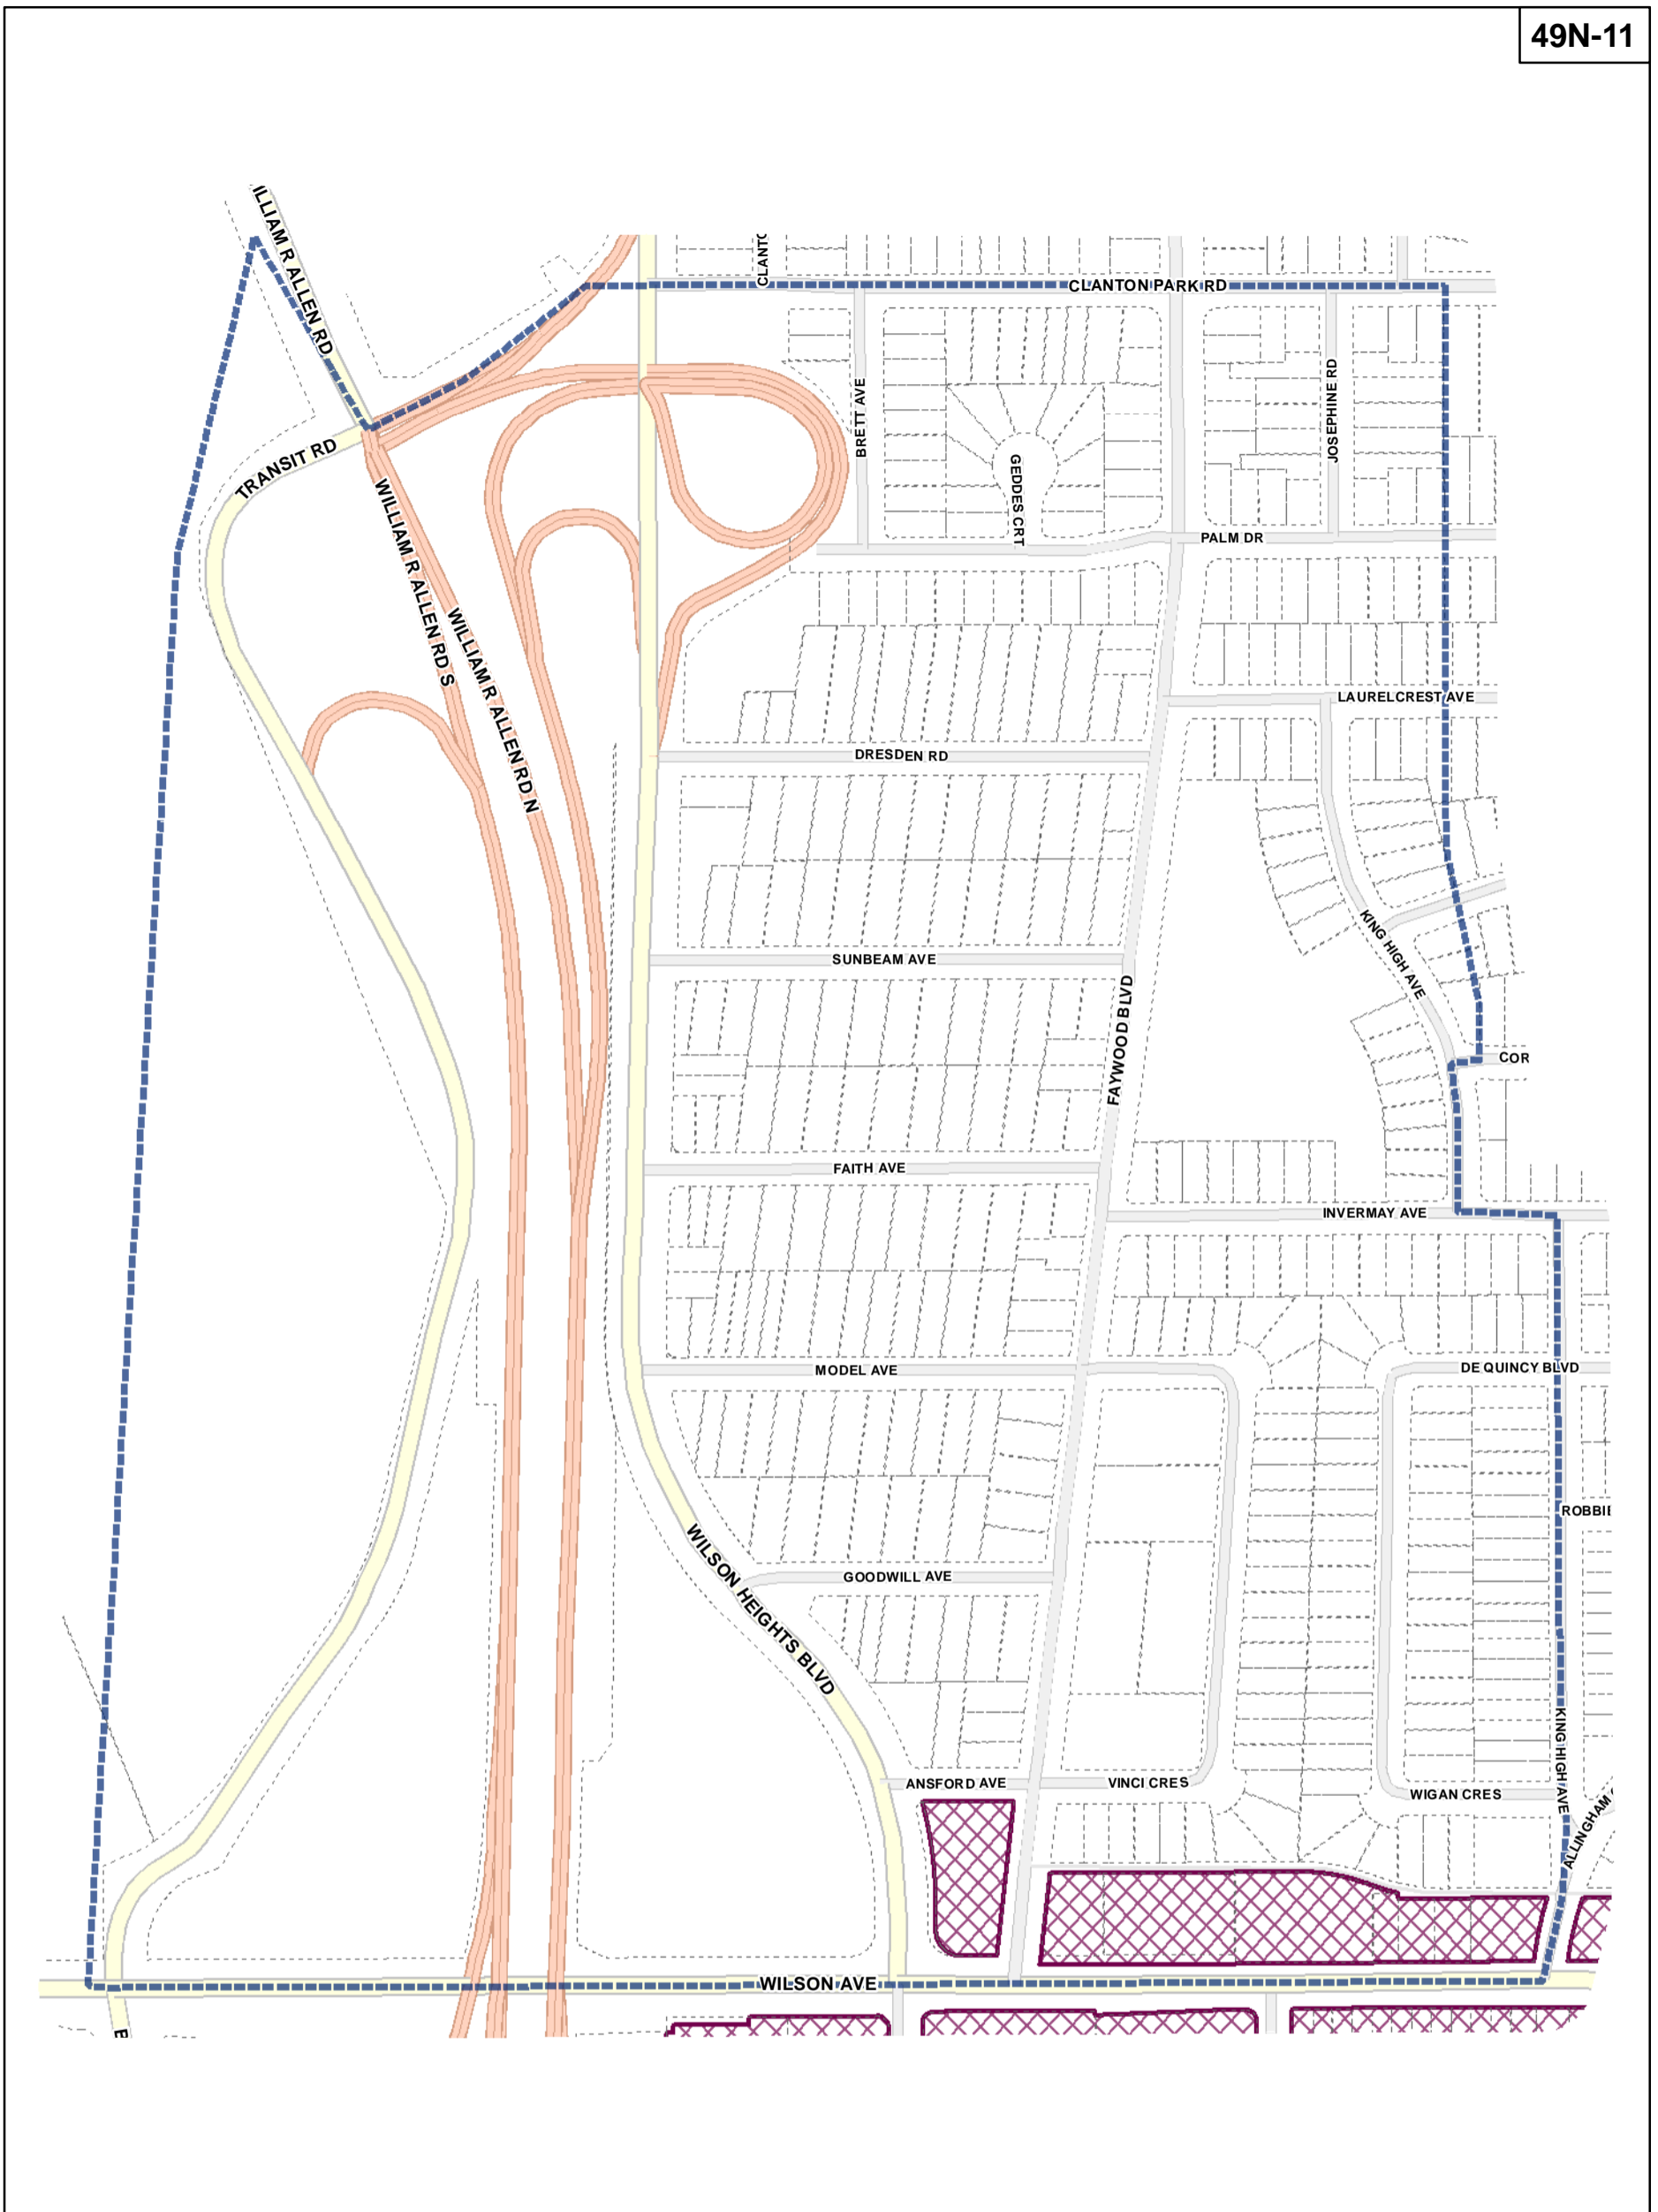 49N-11
ILLIAM R ALLEN RD
CLANTO
CLANTON PARK RD
TRANSIT RD
BRETT AVE
JOSEPHINE RD
GEDDES CRT
PALM DR
WILLIAM R ALLEN RD S
WILLIAM R ALLEN RD N
LAURELCREST AVE
DRESDEN RD
KING HIGH AVE
SUNBEAM AVE
FAYWOOD BLVD
COR
FAITH AVE
INVERMAY AVE
MODEL AVE
DE QUINCY BLVD
ROBBIE
WILSON HEIGHTS BLVD
GOODWILL AVE
KING HIGH AVE
ANSFORD AVE
VINCI CRES
WIGAN CRES
ALLINGHAM
WILSON AVE